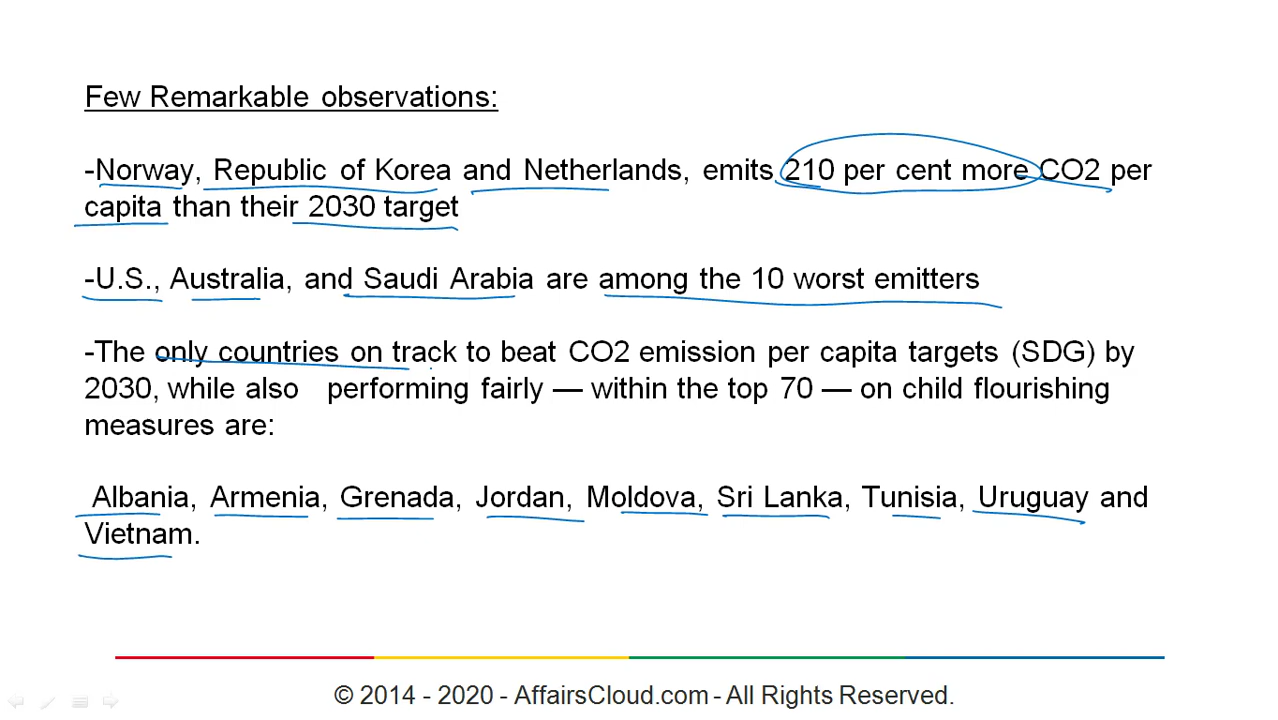 Few Remarkable observations:
-Norway, Republic of Korea and Netherlands, emits 210 per cent more CO2 per
capita than their 2030 target
-U.S., Australia, and Saudi Arabia are among the 10 worst emitters
-The only countries on track to beat CO2 emission per capita targets (SDG) by
2030, while also performing fairly — within the top 70 — on child flourishing
measures are:
Albania, Armenia, Grenada, Jordan, Moldova, Sri Lanka, Tunisia, Uruguay and
Vietnam.
© 2014 - 2020 - AffairsCloud.com - All Rights Reserved.